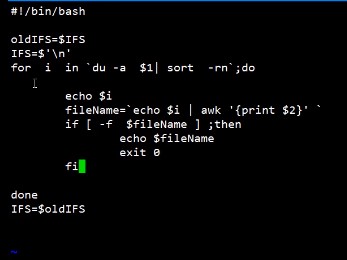 #!/bin/bash
oldIFS=$IFS
IFS=$'\n'
for i in `du -a $1| sort -rn`;do
echo $i
fileName=`echo $i | awk '{print $2}' `
if [ -f $fileName ] ;then
echo $fileName
exit 0
fi
done
IFS=$oldIFS
~